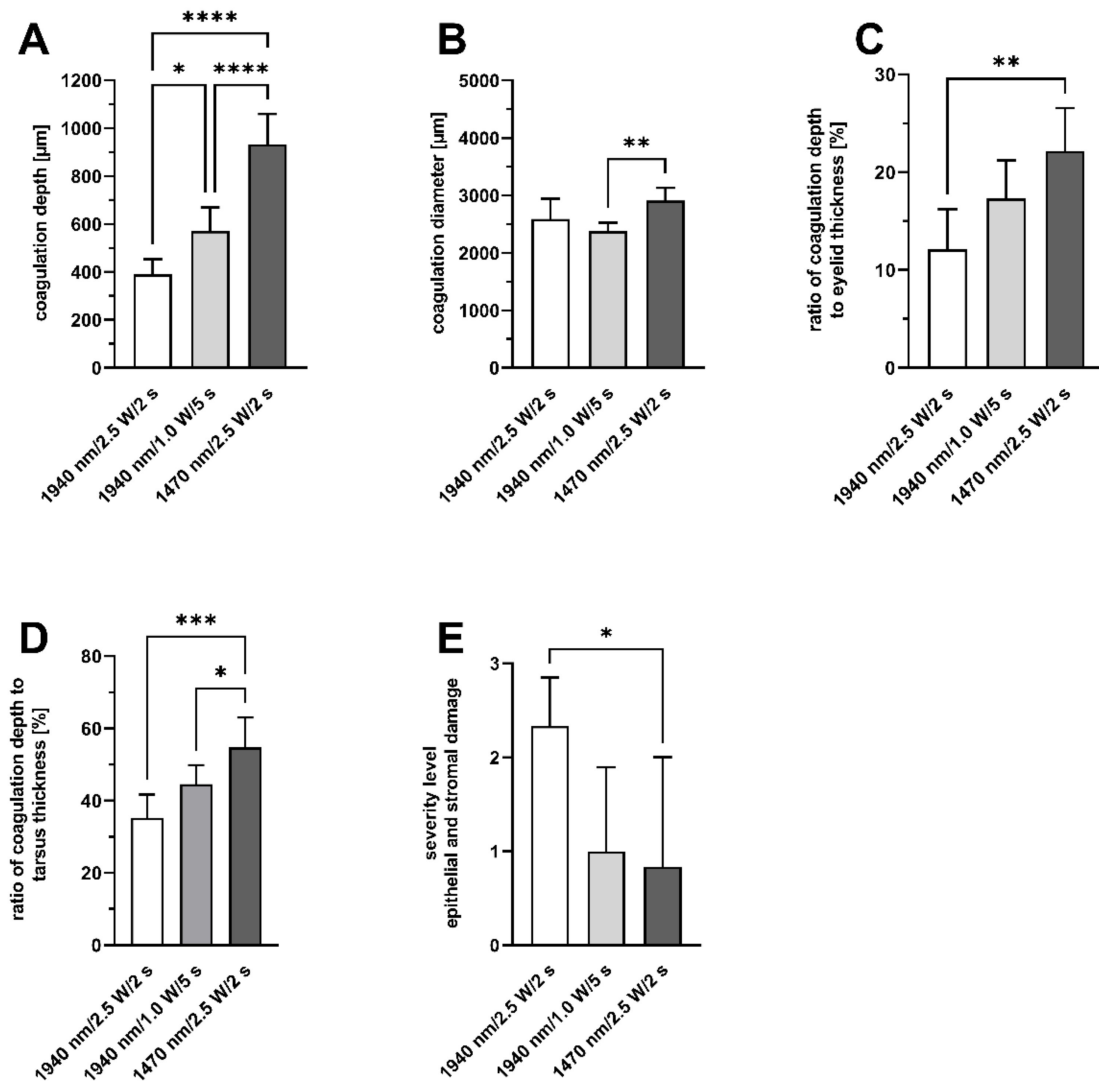 A
****
*
****
coagulation depth [µm]
1200
1000
800
600
400
200
0
1940 nm/2.5 W/2 s
1940 nm/1.0 W/5 s
1470 nm/2.5 W/2 s
B
**
coagulation diameter [µm]
5000
4000
3000
2000
1000
0
1940 nm/2.5 W/2 s
1940 nm/1.0 W/5 s
1470 nm/2.5 W/2 s
C
**
ratio of coagulation depth
to eyelid thickness [%]
30
20
10
0
1940 nm/2.5 W/2 s
1940 nm/1.0 W/5 s
1470 nm/2.5 W/2 s
D
***
*
ratio of coagulation depth to
tarsus thickness [%]
80
60
40
20
0
1940 nm/2.5 W/2 s
1940 nm/1.0 W/5 s
1470 nm/2.5 W/2 s
E
*
severity level
epithelial and stromal damage
3
2
1
0
1940 nm/2.5 W/2 s
1940 nm/1.0 W/5 s
1470 nm/2.5 W/2 s